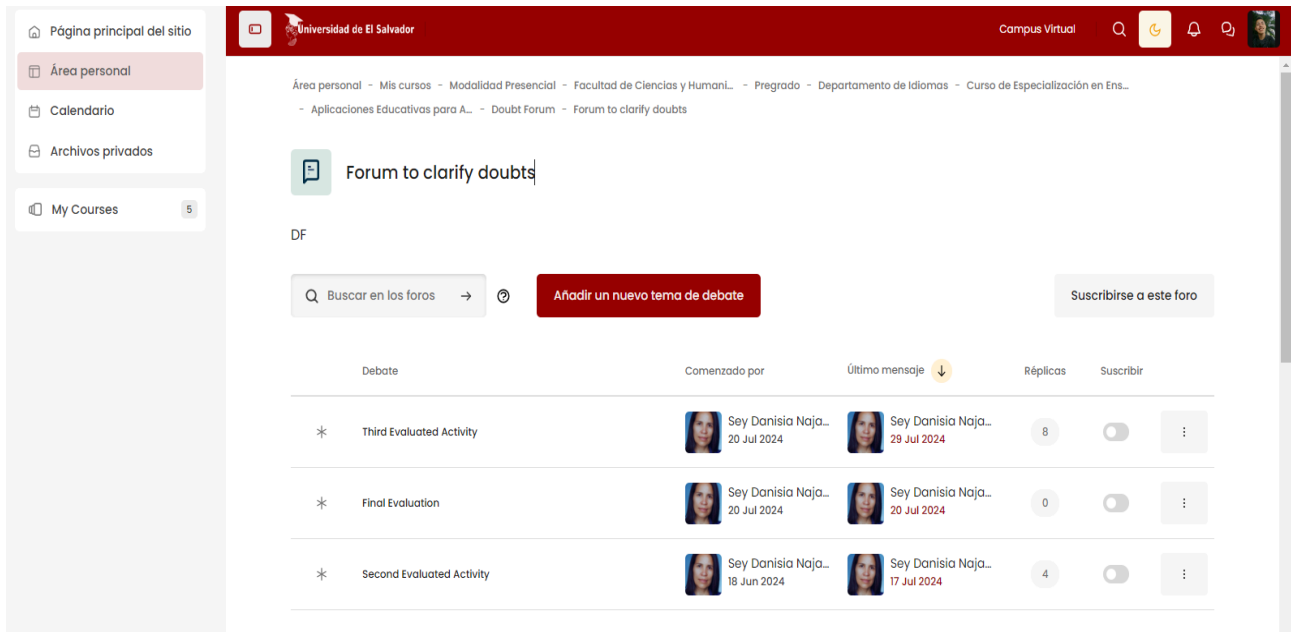 Página principal del sitio
Área personal
Calendario
Archivos privados
My Courses 5
Universidad de El Salvador
Campus Virtual
Área personal - Mis cursos - Modalidad Presencial - Facultad de Ciencias y Humani... - Pregrado - Departamento de Idiomas - Curso de Especialización en Ens...
- Aplicaciones Educativas para A... - Doubt Forum - Forum to clarify doubts
Forum to clarify doubts
DF
Buscar en los foros → Añadir un nuevo tema de debate Suscribirse a este foro
Debate Comenzado por Último mensaje ↓ Réplicas Suscribir
Third Evaluated Activity Sey Danisia Naja... Sey Danisia Naja... 8
20 Jul 2024 29 Jul 2024
Final Evaluation Sey Danisia Naja... Sey Danisia Naja... 0
20 Jul 2024 20 Jul 2024
Second Evaluated Activity Sey Danisia Naja... Sey Danisia Naja... 4
18 Jun 2024 17 Jul 2024